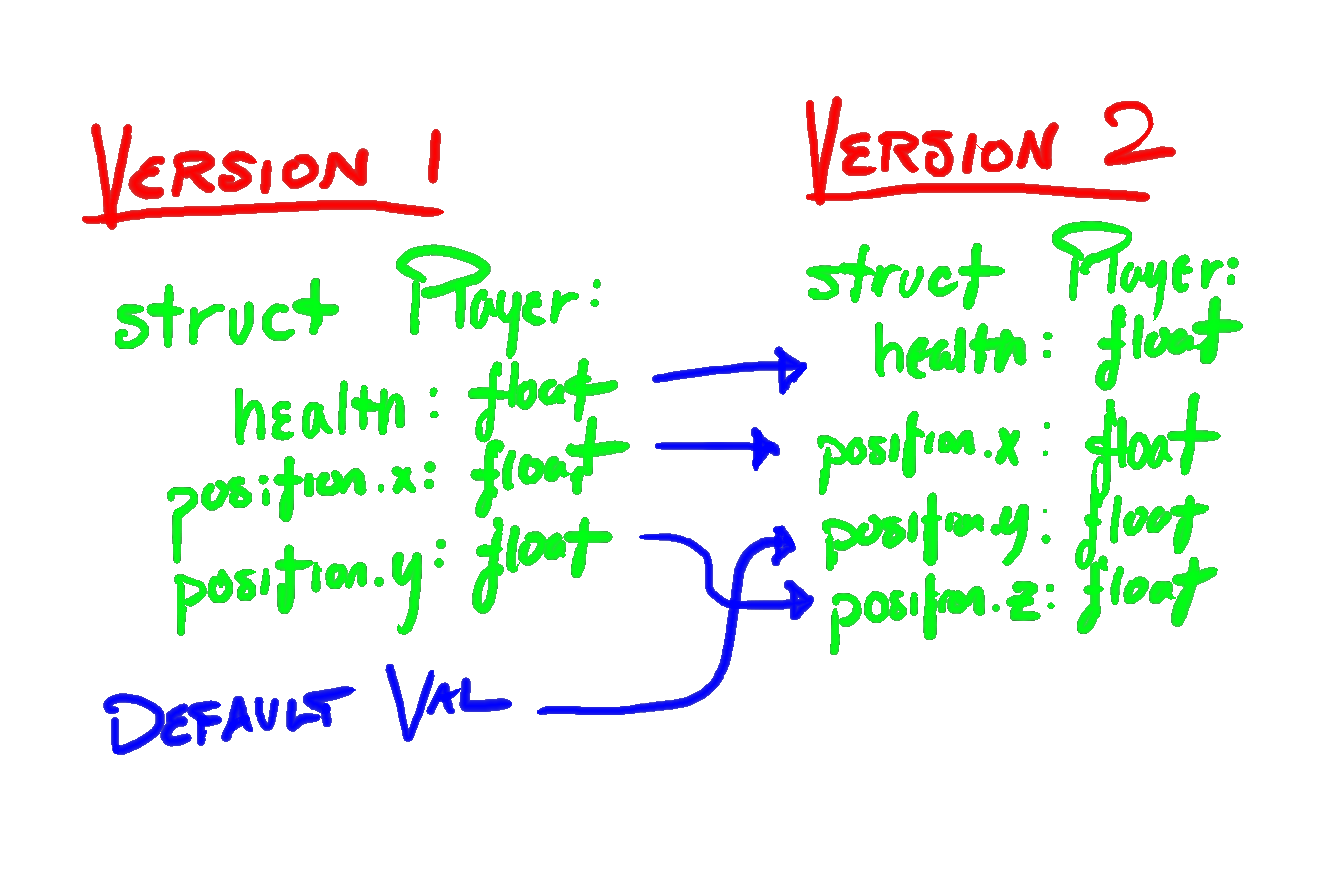 VERSION 1
struct Player:
health: float
position.x: float
position.y: float
DEFAULT VAL
VERSION 2
struct Player:
health: float
position.x: float
position.y: float
position.z: float